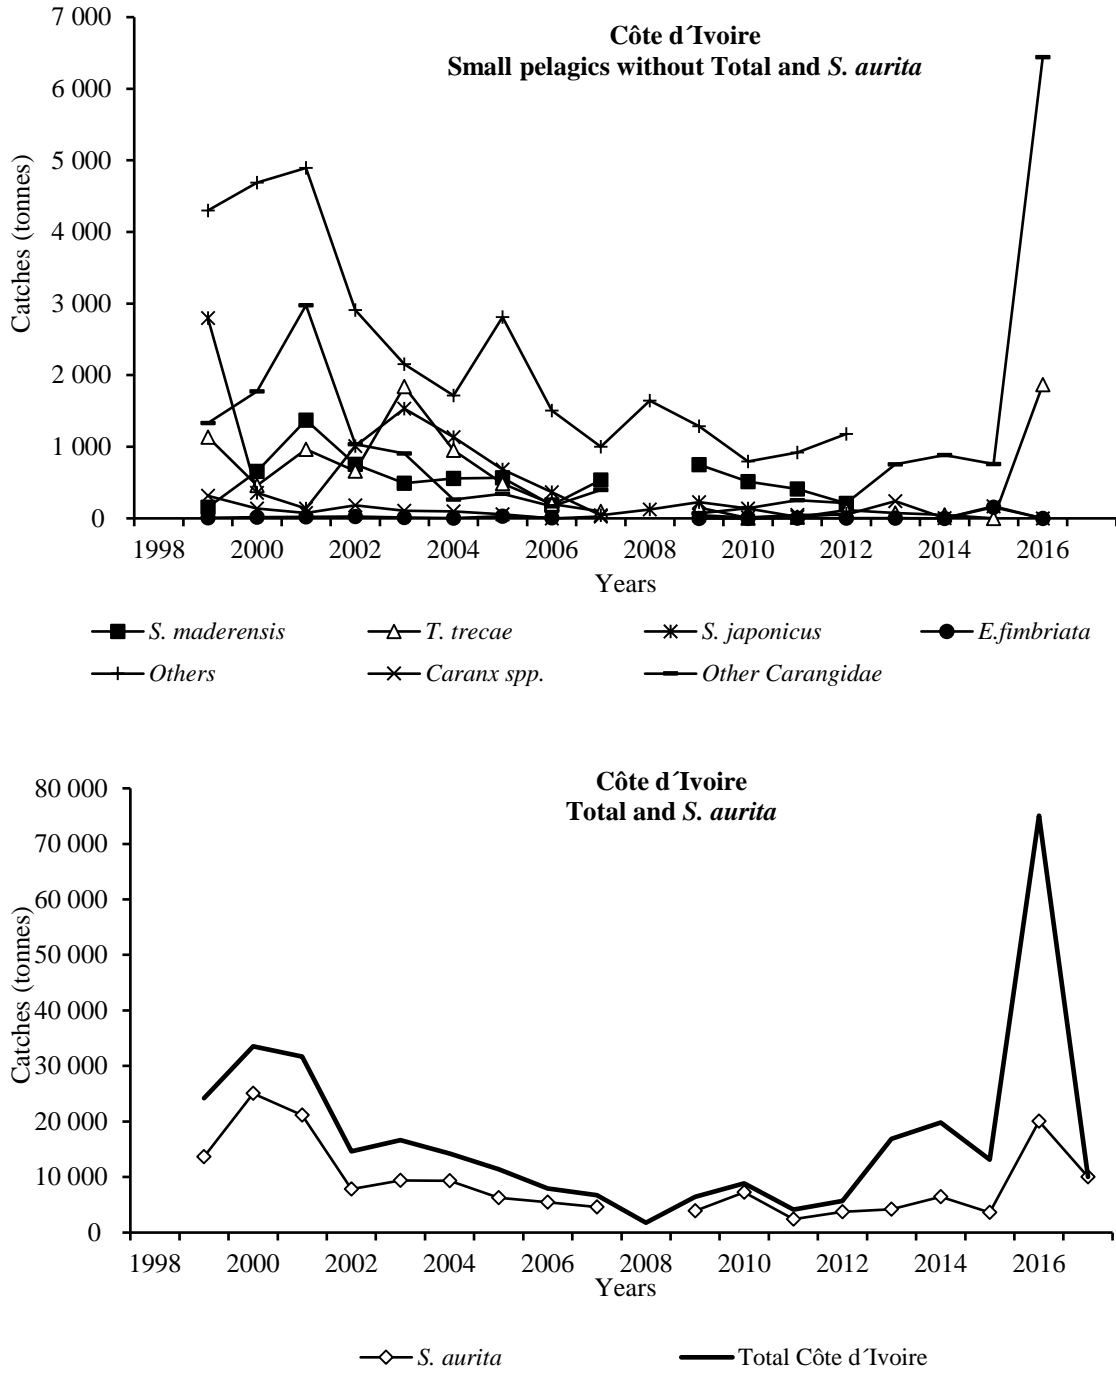 Côte d´Ivoire
Small pelagics without Total and S. aurita
Catches (tonnes)
7 000
6 000
5 000
4 000
3 000
2 000
1 000
0
1998 2000 2002 2004 2006 2008 2010 2012 2014 2016
Years
S. maderensis T. trecae S. japonicus E.fimbriata
Others Caranx spp. Other Carangidae
Côte d´Ivoire
Total and S. aurita
Catches (tonnes)
80 000
70 000
60 000
50 000
40 000
30 000
20 000
10 000
0
1998 2000 2002 2004 2006 2008 2010 2012 2014 2016
Years
S. aurita Total Côte d´Ivoire